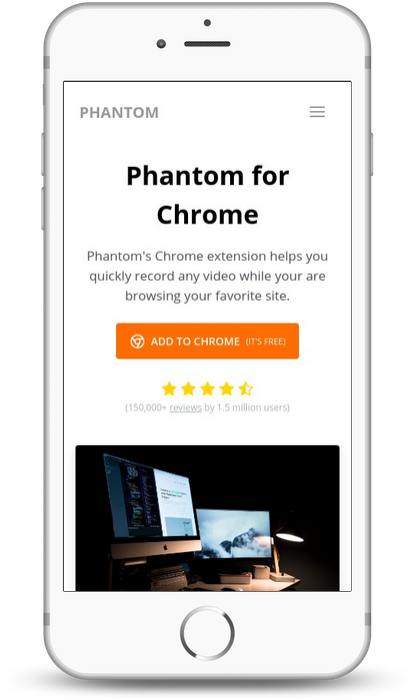 PHANTOM
Phantom for
Chrome
Phantom's Chrome extension helps you
quickly record any video while your are
browsing your favorite site.
ADD TO CHROME (IT'S FREE)
(150,000+ reviews by 1.5 million users)